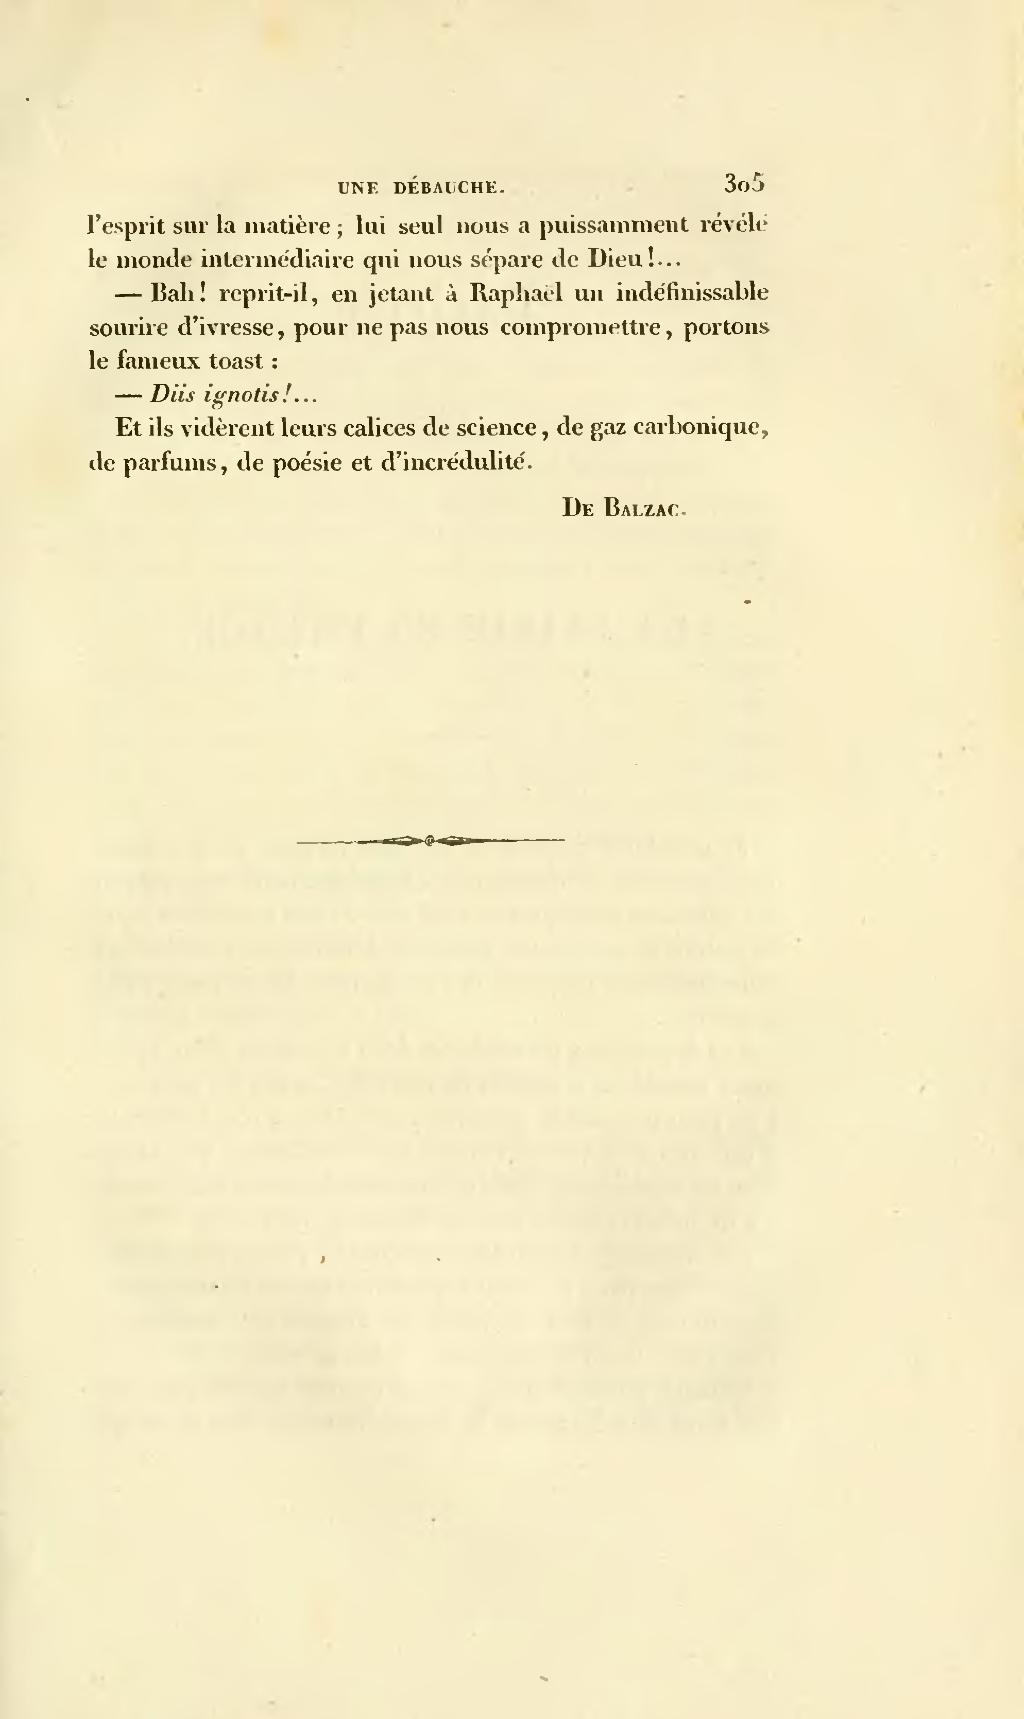 UNE DÉBAUCHE. 305
l'esprit sur la matière ; lui seul nous a puissamment révélé
le monde intermédiaire qui nous sépare de Dieu !...
— Bah ! reprit-il, en jetant à Raphaël un indéfinissable
sourire d'ivresse, pour ne pas nous compromettre, portons
le fameux toast :
— Diis ignotis !...
Et ils vidèrent leurs calices de science, de gaz carbonique,
de parfums, de poésie et d'incrédulité.
DE BALZAC.